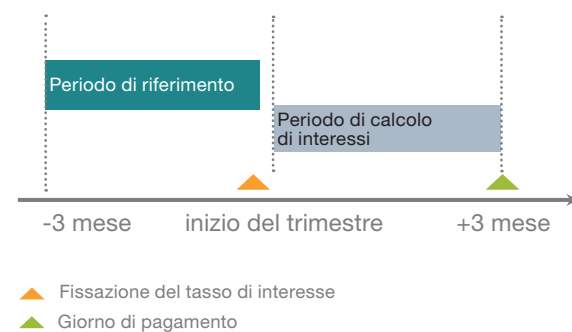 Periodo di riferimento
Periodo di calcolo
di interessi
-3 mese
inizio del trimestre
+3 mese
Fissazione del tasso di interesse
Giorno di pagamento